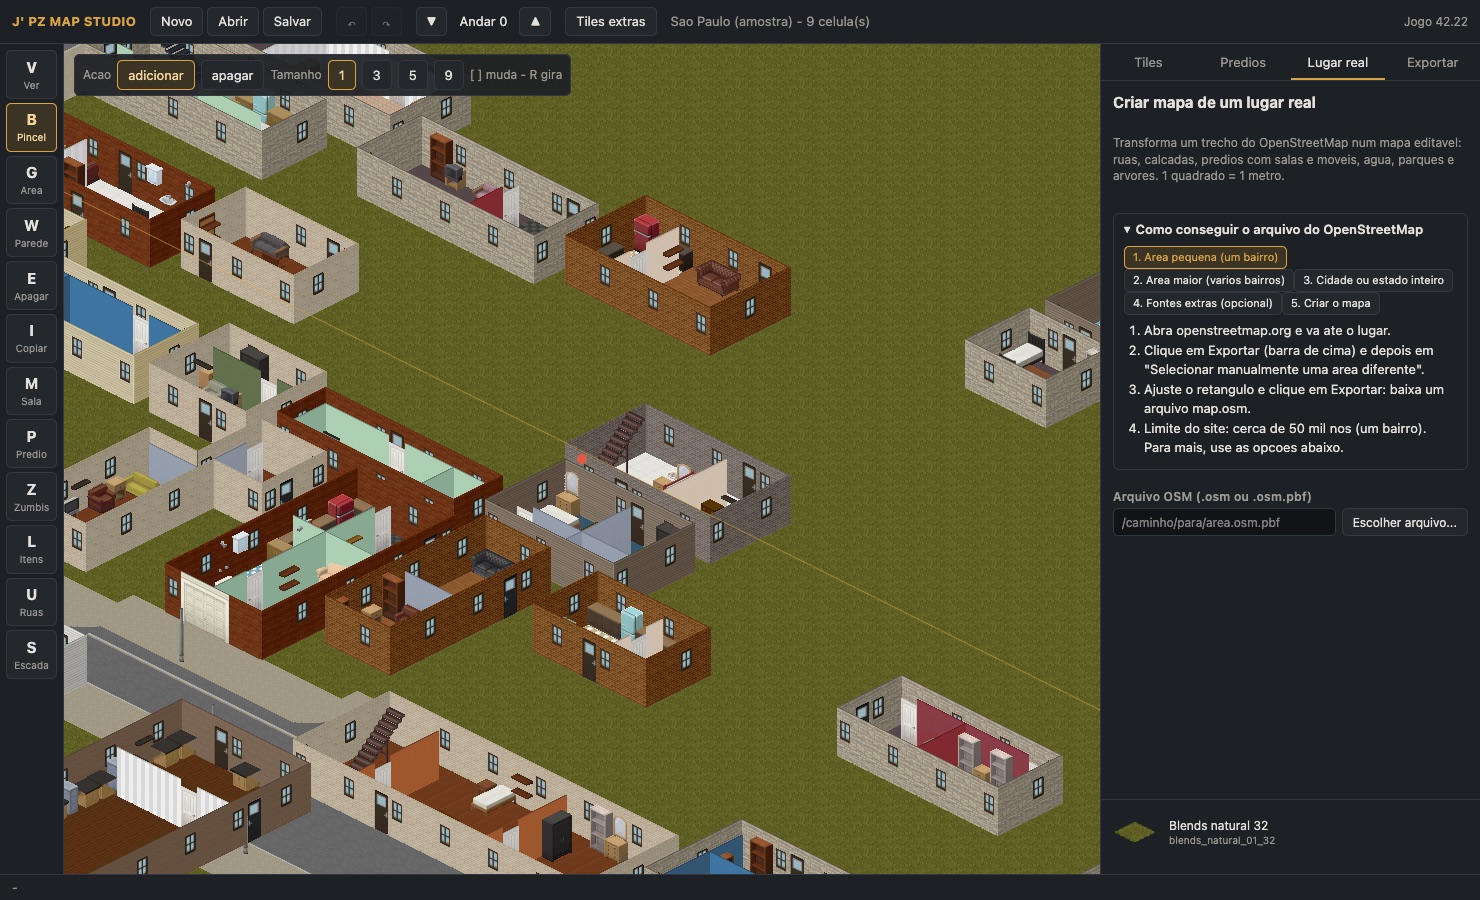 J' PZ MAP STUDIO
Novo
Abrir
Salvar
▼
Andar 0
▲
Tiles extras
Sao Paulo (amostra) - 9 celula(s)
Jogo 42.22
V
Ver
B
Pincel
G
Area
W
Parede
E
Apagar
I
Copiar
M
Sala
P
Predio
Z
Zumbis
L
Itens
U
Ruas
S
Escada
Acao
adicionar
apagar
Tamanho
1
3
5
9
[ ] muda - R gira
Tiles
Predios
Lugar real
Exportar
Criar mapa de um lugar real
Transforma um trecho do OpenStreetMap num mapa editavel:
ruas, calcadas, predios com salas e moveis, agua, parques e
arvores. 1 quadrado = 1 metro.
▼ Como conseguir o arquivo do OpenStreetMap
1. Area pequena (um bairro)
2. Area maior (varios bairros)
3. Cidade ou estado inteiro
4. Fontes extras (opcional)
5. Criar o mapa
1. Abra openstreetmap.org e va ate o lugar.
2. Clique em Exportar (barra de cima) e depois em
"Selecionar manualmente uma area diferente".
3. Ajuste o retangulo e clique em Exportar: baixa um
arquivo map.osm.
4. Limite do site: cerca de 50 mil nos (um bairro).
Para mais, use as opcoes abaixo.
Arquivo OSM (.osm ou .osm.pbf)
/caminho/para/area.osm.pbf
Escolher arquivo...
Blends natural 32
blends_natural_01_32
-